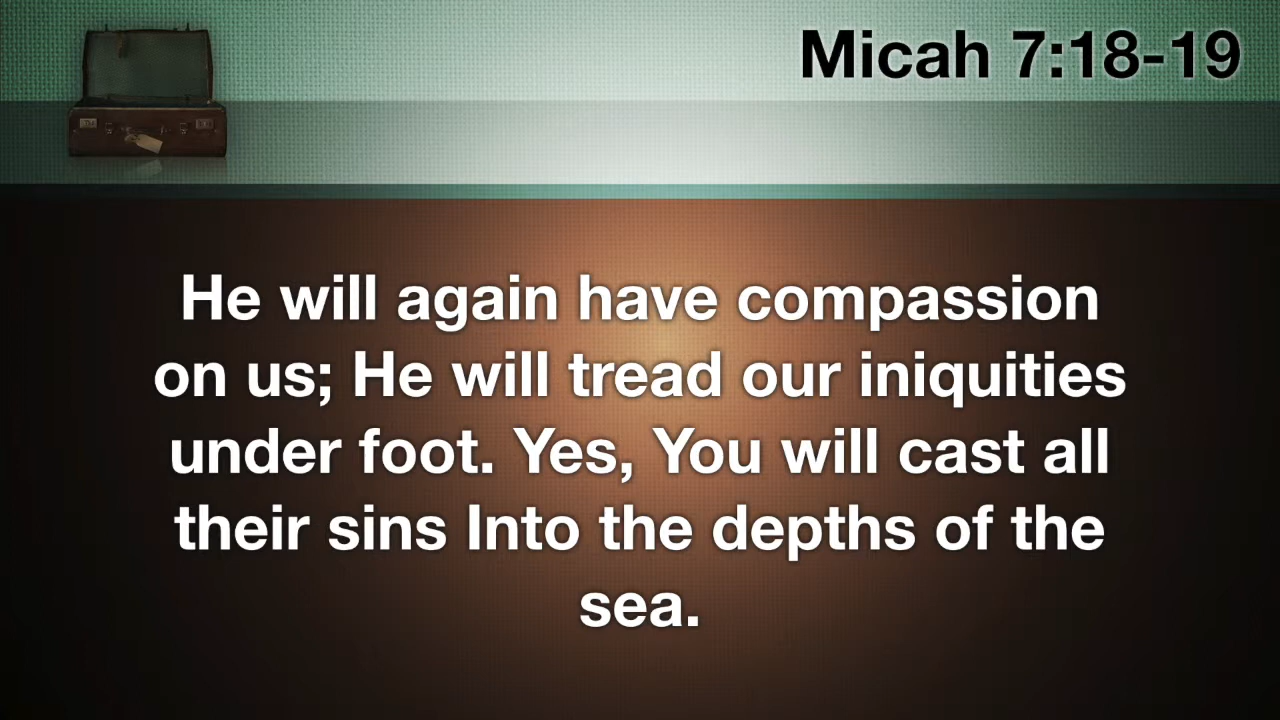 Micah 7:18-19
He will again have compassion
on us; He will tread our iniquities
under foot. Yes, You will cast all
their sins Into the depths of the
sea.